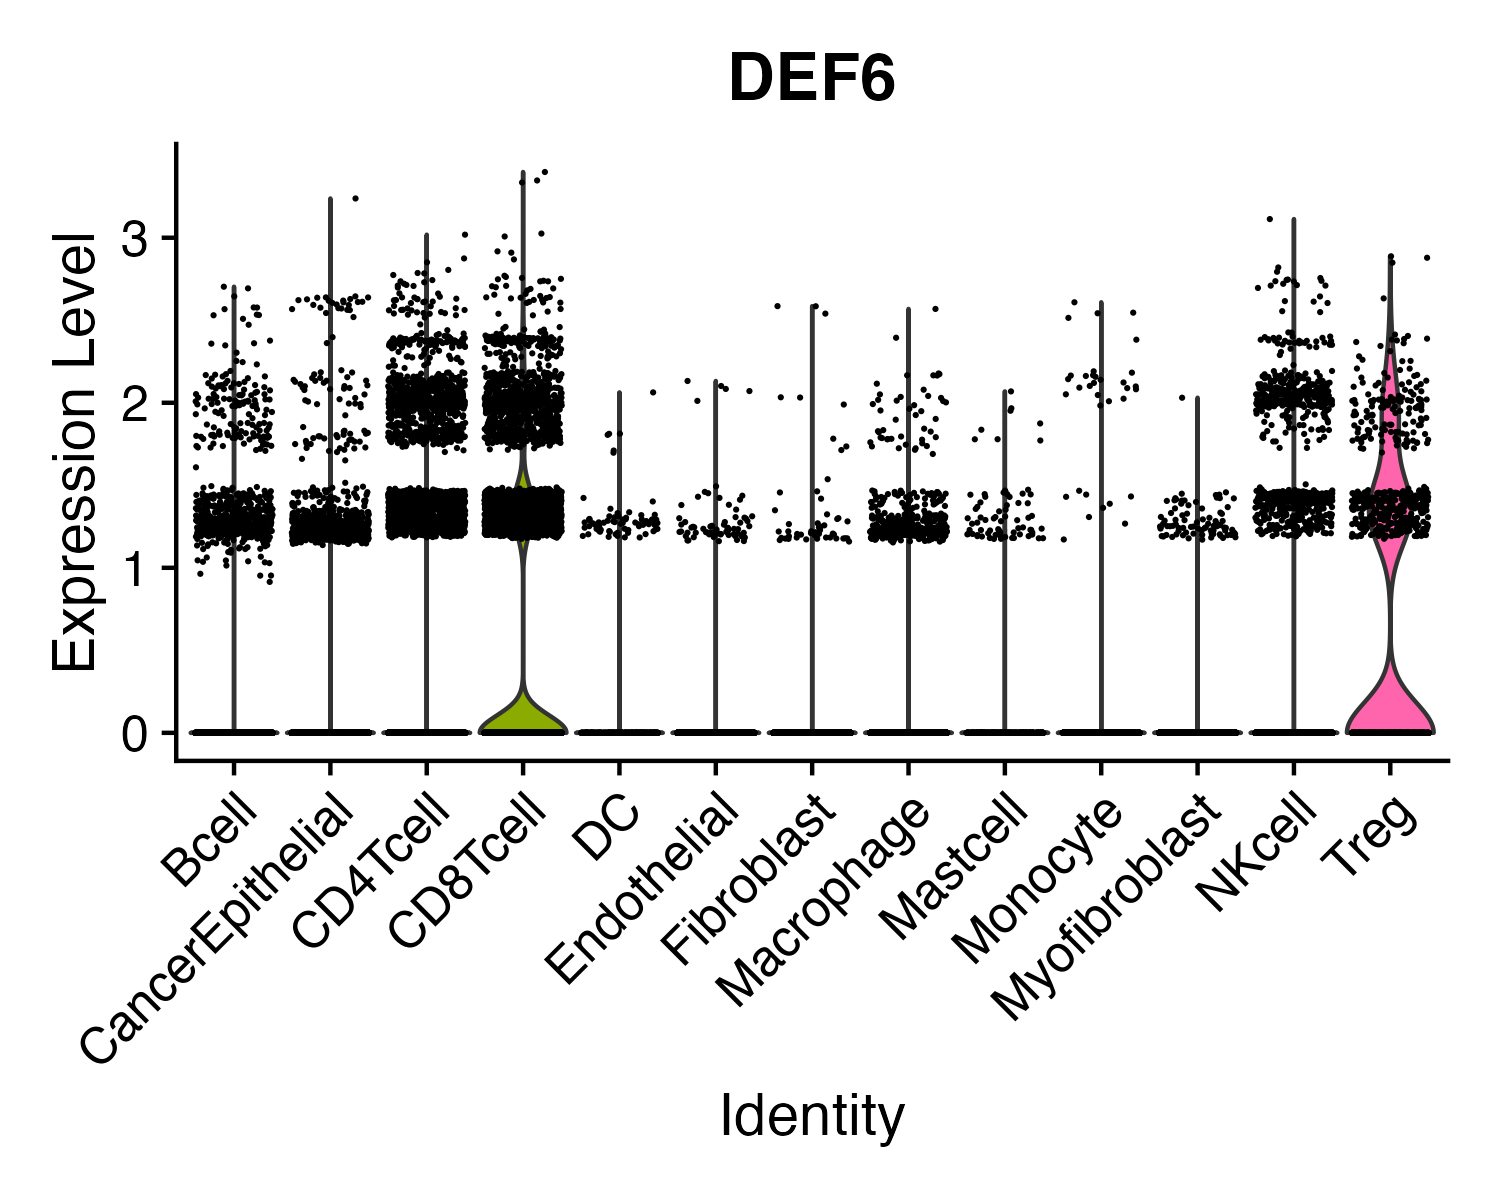 DEF6
Expression Level
3
2
1
0
Bcell
CancerEpithelial
CD4Tcell
CD8Tcell
DC
Endothelial
Fibroblast
Macrophage
Mastcell
Monocyte
Myofibroblast
NKcell
Treg
Identity